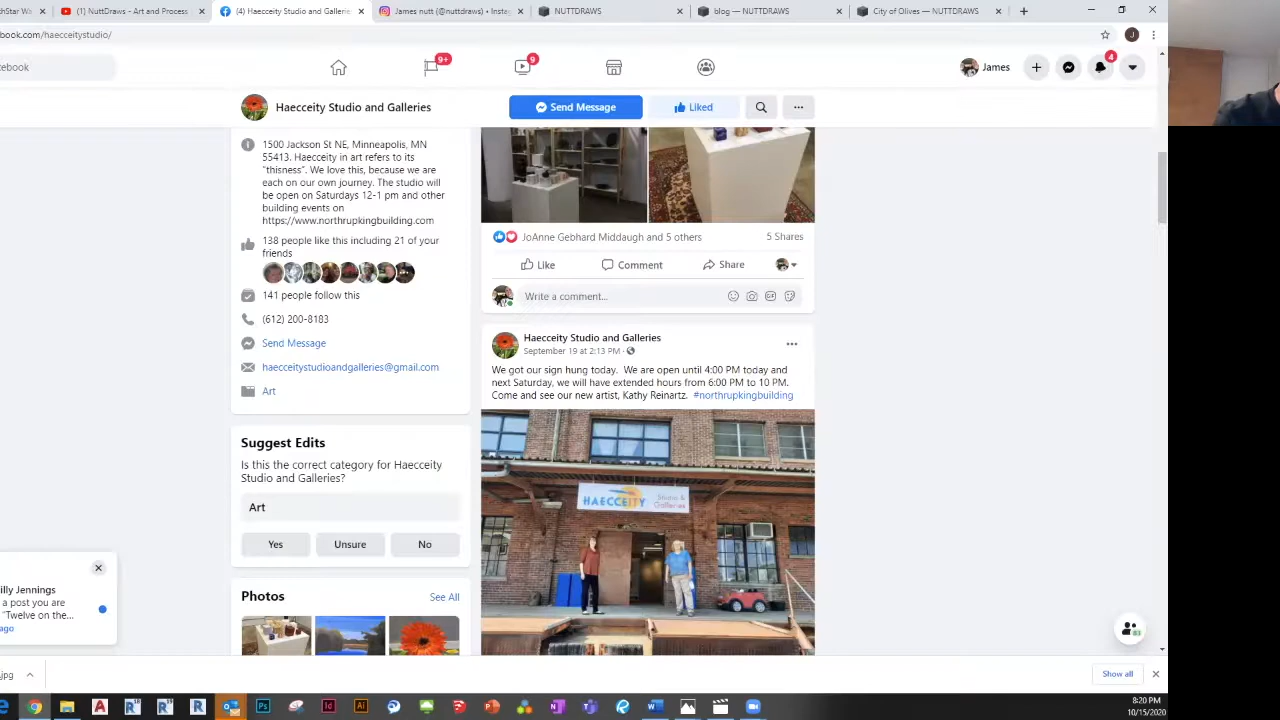 (1) NuttDraws - Art and Process
(4) Haecceity Studio and Galleries
James nutt (@nuttdraws) • Insta
NUTTDRAWS
blog — NUTTDRAWS
City of Olives — NUTTDRAWS
book.com/haecceitystudio/
9+
9
James
4
Haecceity Studio and Galleries
Send Message
Liked
1500 Jackson St NE, Minneapolis, MN
55413. Haecceity in art refers to its
"thisness". We love this, because we are
each on our own journey. The studio will
be open on Saturdays 12-1 pm and other
building events on
https://www.northrupkingbuilding.com
138 people like this including 21 of your
friends
141 people follow this
(612) 200-8183
Send Message
haecceitystudioandgalleries@gmail.com
Art
Suggest Edits
Is this the correct category for Haecceity
Studio and Galleries?
Art
Yes
Unsure
No
Photos
See All
JoAnne Gebhard Middaugh and 5 others
5 Shares
Like
Comment
Share
Write a comment...
Haecceity Studio and Galleries
September 19 at 2:13 PM ·
We got our sign hung today. We are open until 4:00 PM today and
next Saturday, we will have extended hours from 6:00 PM to 10 PM.
Come and see our new artist, Kathy Reinartz. #northrupkingbuilding
HAECCEITY
Studio &
Galleries
illy Jennings
a post you are
"Twelve on the...
ago
.jpg
Show all
8:20 PM
10/15/2020